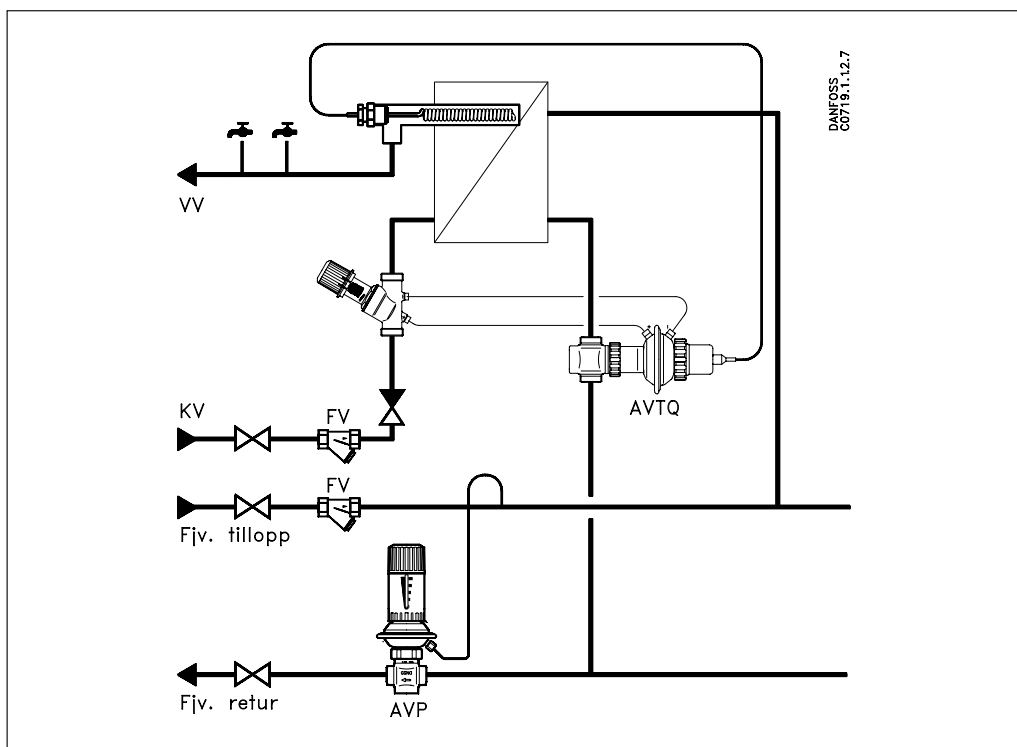 DANFOSS
C0719.1.12.7
VV
AVTQ
KV
FV
FV
Fjv. tillopp
Fjv. retur
AVP